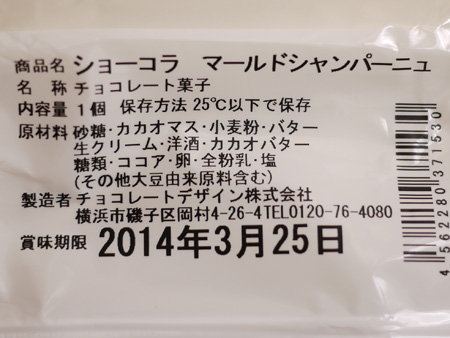 商品名 ショーコラ　マールドシャンパーニュ
名　称 チョコレート菓子
内容量 1個　保存方法 25℃以下で保存
原材料 砂糖・カカオマス・小麦粉・バター
生クリーム・洋酒・カカオバター
糖類・ココア・卵・全粉乳・塩
(その他大豆由来原料含む)
製造者 チョコレートデザイン株式会社
横浜市磯子区岡村4-26-4TEL0120-76-4080
賞味期限 2014年3月25日
4562280371530